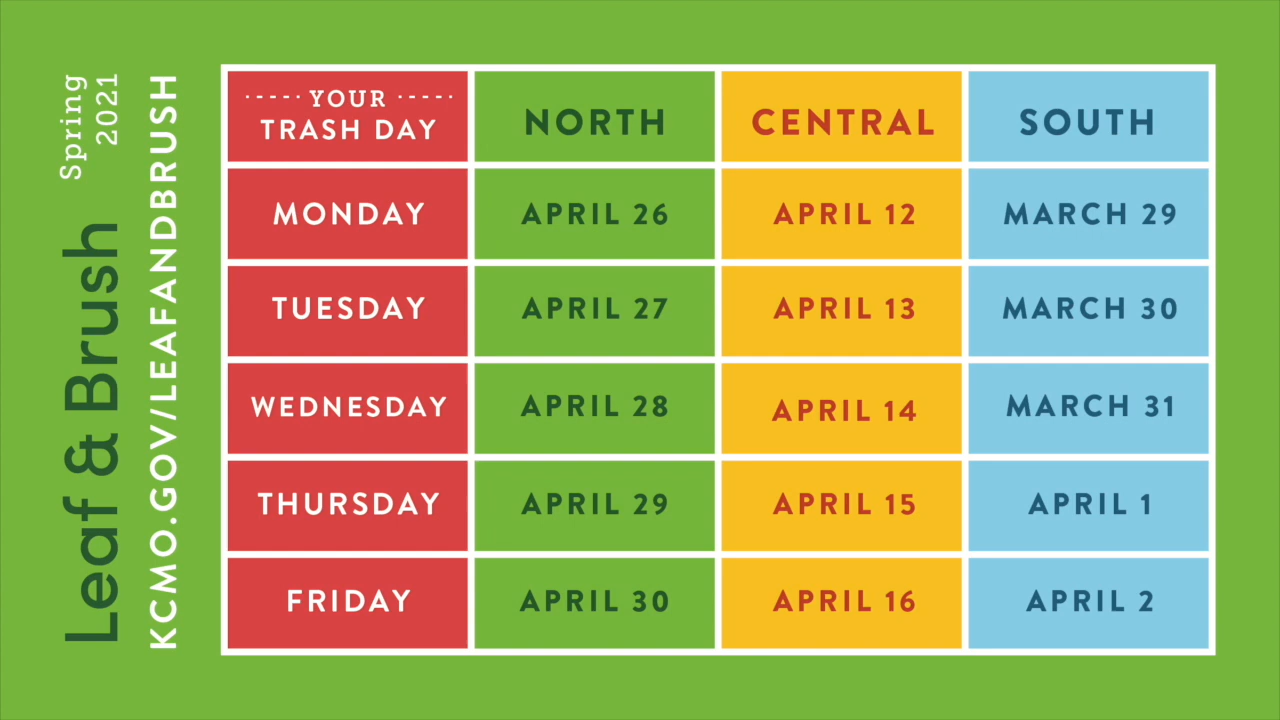 Spring
2021
Leaf & Brush
KCMO.GOV/LEAFANDBRUSH
YOUR
TRASH DAY
NORTH
CENTRAL
SOUTH
MONDAY
APRIL 26
APRIL 12
MARCH 29
TUESDAY
APRIL 27
APRIL 13
MARCH 30
WEDNESDAY
APRIL 28
APRIL 14
MARCH 31
THURSDAY
APRIL 29
APRIL 15
APRIL 1
FRIDAY
APRIL 30
APRIL 16
APRIL 2